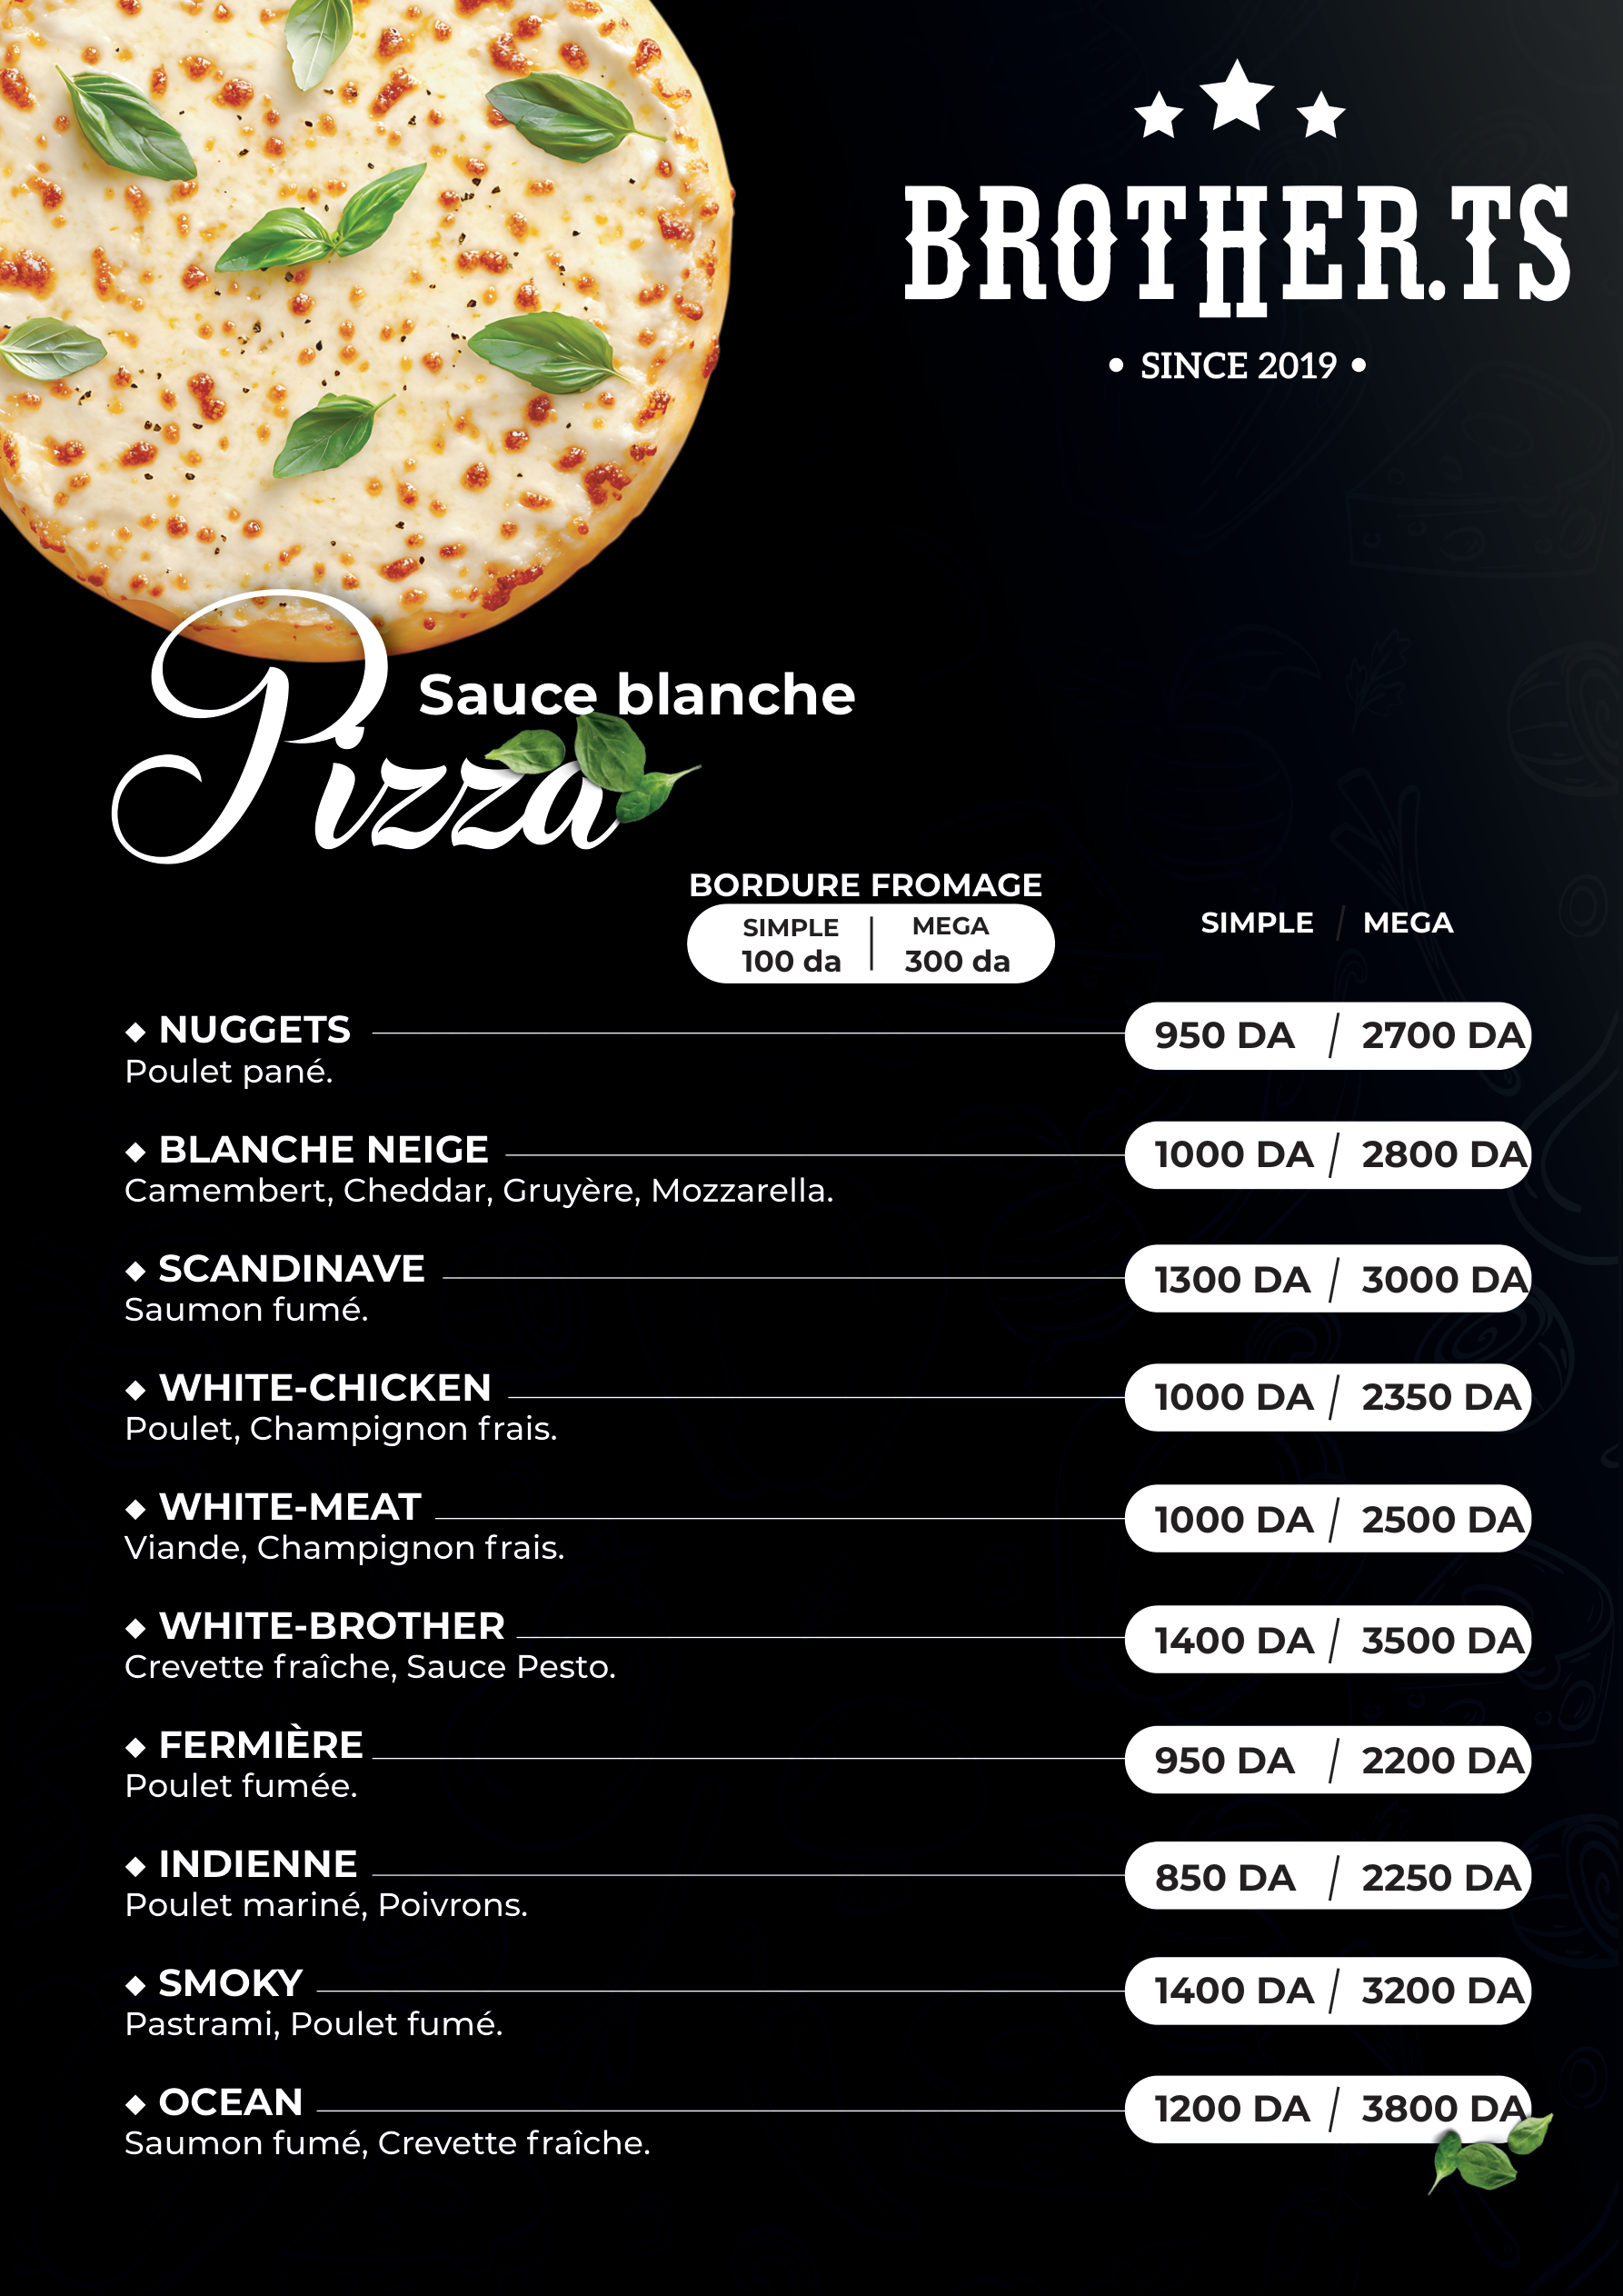 BROTHER.TS
• SINCE 2019 •
Sauce blanche
Pizza
BORDURE FROMAGE
SIMPLE | MEGA
100 da | 300 da
SIMPLE / MEGA
◆ NUGGETS 950 DA / 2700 DA
Poulet pané.
◆ BLANCHE NEIGE 1000 DA / 2800 DA
Camembert, Cheddar, Gruyère, Mozzarella.
◆ SCANDINAVE 1300 DA / 3000 DA
Saumon fumé.
◆ WHITE-CHICKEN 1000 DA / 2350 DA
Poulet, Champignon frais.
◆ WHITE-MEAT 1000 DA / 2500 DA
Viande, Champignon frais.
◆ WHITE-BROTHER 1400 DA / 3500 DA
Crevette fraîche, Sauce Pesto.
◆ FERMIÈRE 950 DA / 2200 DA
Poulet fumée.
◆ INDIENNE 850 DA / 2250 DA
Poulet mariné, Poivrons.
◆ SMOKY 1400 DA / 3200 DA
Pastrami, Poulet fumé.
◆ OCEAN 1200 DA / 3800 DA
Saumon fumé, Crevette fraîche.